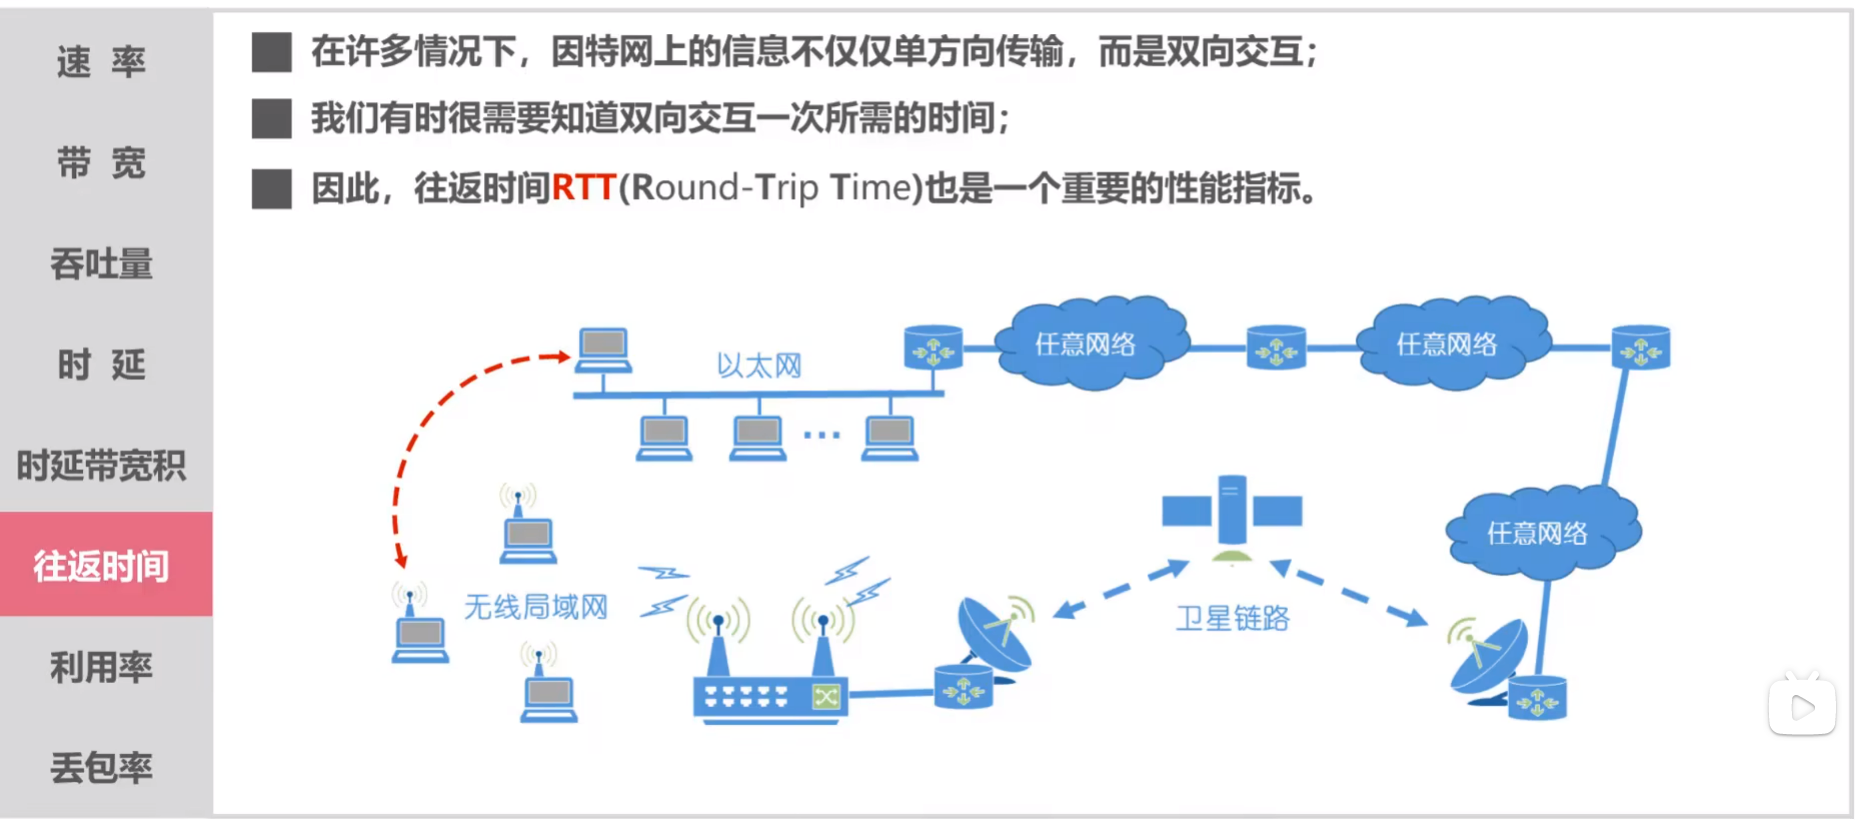 速 率
带 宽
吞吐量
时 延
时延带宽积
往返时间
利用率
丢包率
在许多情况下，因特网上的信息不仅仅单方向传输，而是双向交互；
我们有时很需要知道双向交互一次所需的时间；
因此，往返时间RTT(Round-Trip Time)也是一个重要的性能指标。
以太网
任意网络
任意网络
任意网络
无线局域网
卫星链路